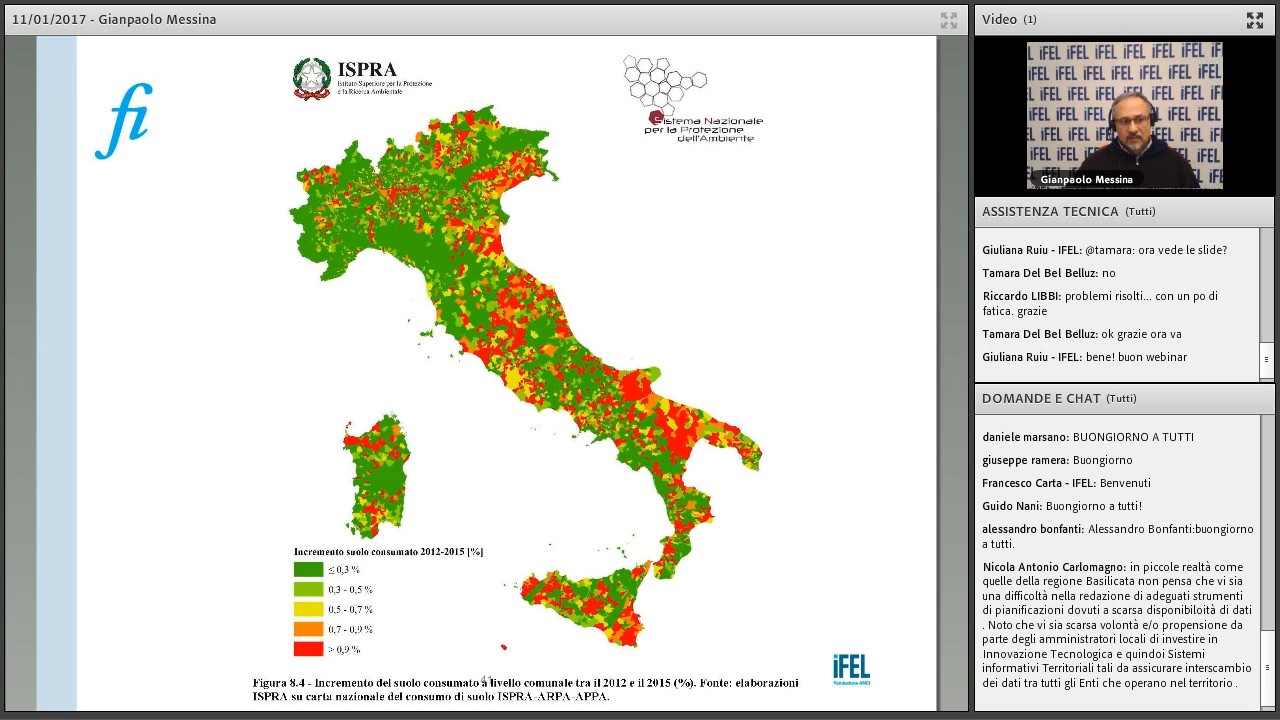 11/01/2017 - Gianpaolo Messina
fi
ISPRA
Istituto Superiore per la Protezione
e la Ricerca Ambientale
Sistema Nazionale
per la Protezione
dell'Ambiente
Incremento suolo consumato 2012-2015 [%]
≤ 0,3 %
0,3 - 0,5 %
0,5 - 0,7 %
0,7 - 0,9 %
> 0,9 %
Figura 8.4 - Incremento del suolo consumato a livello comunale tra il 2012 e il 2015 (%). Fonte: elaborazioni
ISPRA su carta nazionale del consumo di suolo ISPRA-ARPA-APPA.
iFEL
Fondazione ANCI
Video (1)
iFEL iFEL iFEL iFEL
Gianpaolo Messina
ASSISTENZA TECNICA (Tutti)
Giuliana Ruiu - IFEL: @tamara: ora vede le slide?
Tamara Del Bel Belluz: no
Riccardo LIBBI: problemi risolti... con un po di
fatica. grazie
Tamara Del Bel Belluz: ok grazie ora va
Giuliana Ruiu - IFEL: bene! buon webinar
DOMANDE E CHAT (Tutti)
daniele marsano: BUONGIORNO A TUTTI
giuseppe ramera: Buongiorno
Francesco Carta - IFEL: Benvenuti
Guido Nani: Buongiorno a tutti!
alessandro bonfanti: Alessandro Bonfanti:buongiorno
a tutti.
Nicola Antonio Carlomagno: in piccole realtà come
quelle della regione Basilicata non pensa che vi sia
una difficoltà nella redazione di adeguati strumenti
di pianificazioni dovuti a scarsa disponibiloità di dati
. Noto che vi sia scarsa volontà e/o propensione da
parte degli amministratori locali di investire in
Innovazione Tecnologica e quindoi Sistemi
informativi Territoriali tali da assicurare interscambio
dei dati tra tutti gli Enti che operano nel territorio .